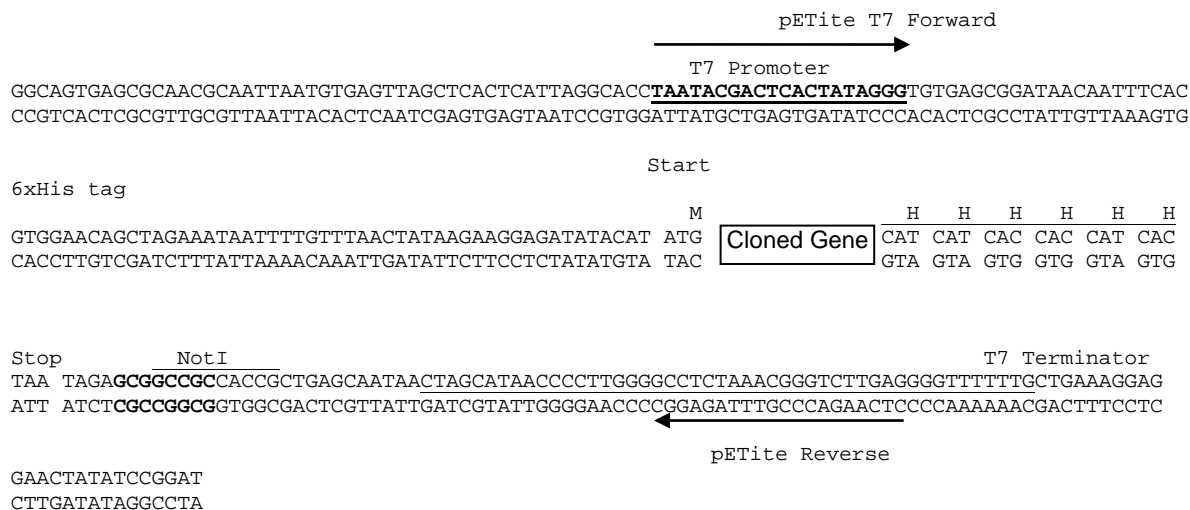 pETite T7 Forward
T7 Promoter
GGCAGTGAGCGCAACGCAATTAATGTGAGTTAGCTCACTCATTAGGCACCTAATACGACTCACTATAGGGTGTGAGCGGATAACAATTTCAC
CCGTCACTCGCGTTGCGTTAATTACACTCAATCGAGTGAGTAATCCGTGGATTATGCTGAGTGATATCCCACACTCGCCTATTGTTAAAGTG
Start
6xHis tag
M H H H H H H
GTGGAACAGCTAGAAATAATTTTGTTTAACTATAAGAAGGAGATATACAT ATG Cloned Gene CAT CAT CAC CAC CAT CAC
CACCTTGTCGATCTTTATTAAAACAAATTGATATTCTTCCTCTATATGTA TAC GTA GTA GTG GTG GTA GTG
Stop NotI T7 Terminator
TAA TAGAGCGGCCGCCACCGCTGAGCAATAACTAGCATAACCCCTTGGGGCCTCTAAACGGGTCTTGAGGGGTTTTTTGCTGAAAGGAG
ATT ATCTCGCCGGCGGTGGCGACTCGTTATTGATCGTATTGGGGAACCCCGGAGATTTGCCCAGAACTCCCCAAAAAACGACTTTCCTC
pETite Reverse
GAACTATATCCGGAT
CTTGATATAGGCCTA